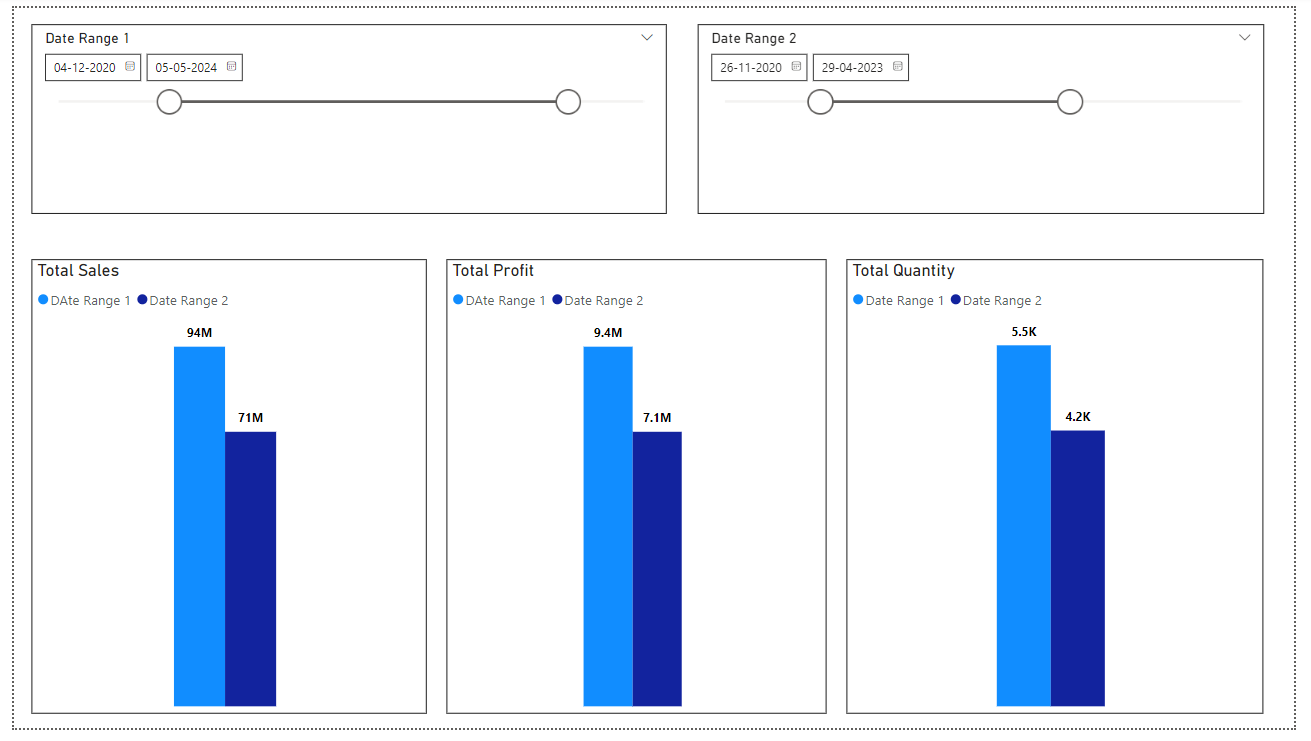 Date Range 1
04-12-2020 05-05-2024
Date Range 2
26-11-2020 29-04-2023
Total Sales
DAte Range 1 Date Range 2
94M
71M
Total Profit
DAte Range 1 Date Range 2
9.4M
7.1M
Total Quantity
Date Range 1 Date Range 2
5.5K
4.2K